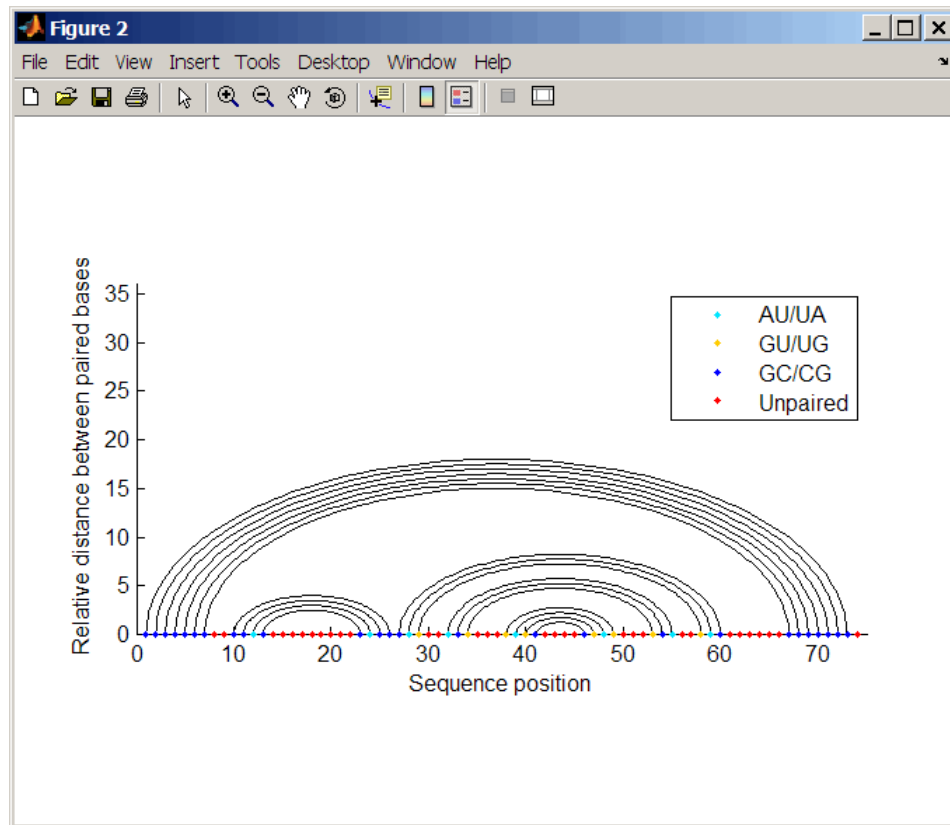 Figure 2
File Edit View Insert Tools Desktop Window Help
Relative distance between paired bases
35
30
25
20
15
10
5
0
AU/UA
GU/UG
GC/CG
Unpaired
0 10 20 30 40 50 60 70
Sequence position